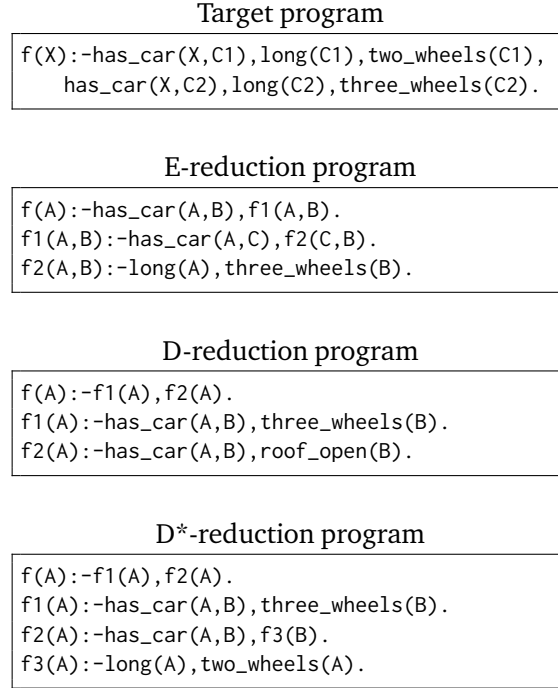 Target program
f(X):-has_car(X,C1),long(C1),two_wheels(C1),
has_car(X,C2),long(C2),three_wheels(C2).
E-reduction program
f(A):-has_car(A,B),f1(A,B).
f1(A,B):-has_car(A,C),f2(C,B).
f2(A,B):-long(A),three_wheels(B).
D-reduction program
f(A):-f1(A),f2(A).
f1(A):-has_car(A,B),three_wheels(B).
f2(A):-has_car(A,B),roof_open(B).
D*-reduction program
f(A):-f1(A),f2(A).
f1(A):-has_car(A,B),three_wheels(B).
f2(A):-has_car(A,B),f3(B).
f3(A):-long(A),two_wheels(A).